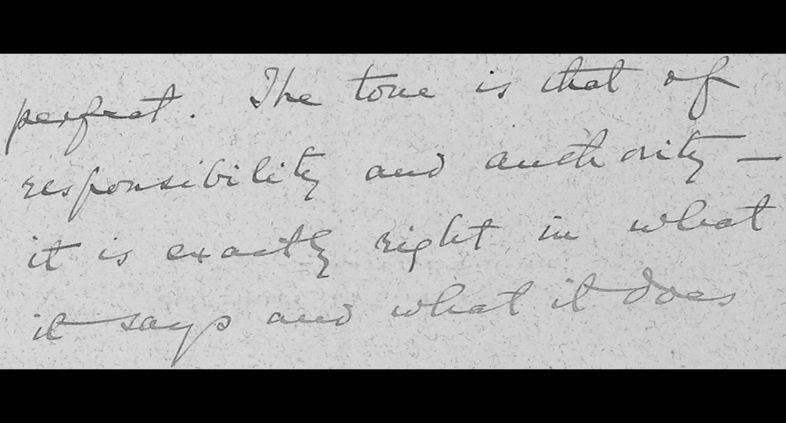 perfect. The tone is that of
responsibility and authority —
it is exactly right in what
it says and what it does